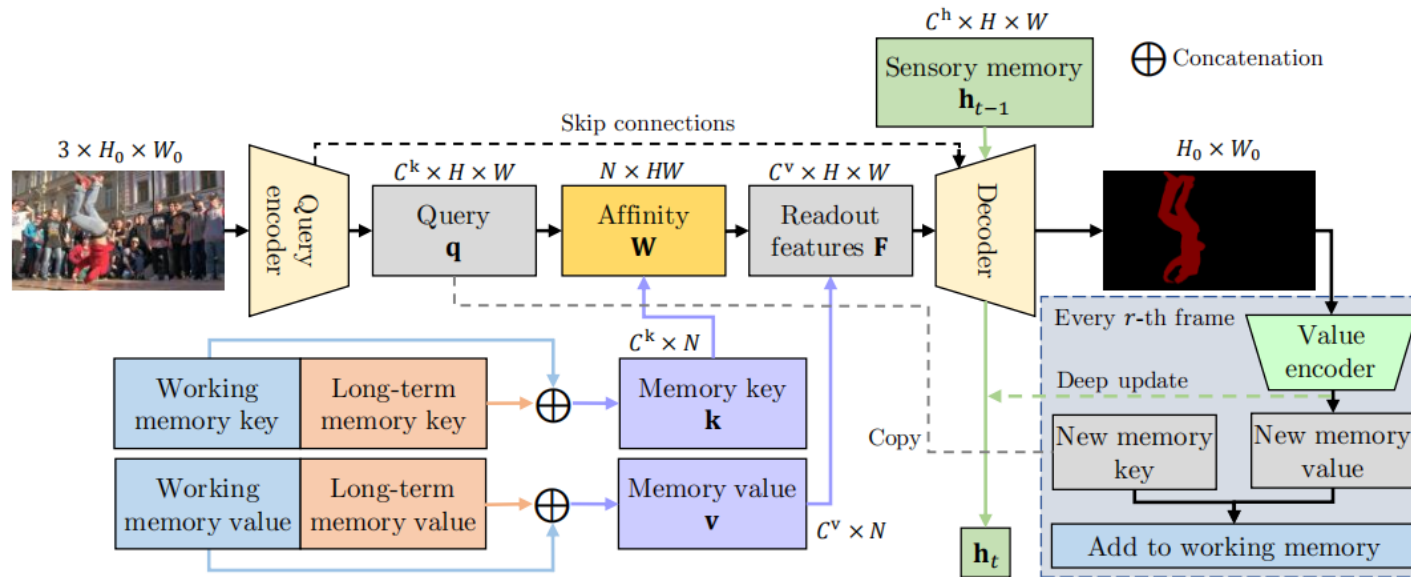 C^h × H × W
Sensory memory
h_{t−1}
⊕ Concatenation
Skip connections
3 × H_0 × W_0
Query
encoder
C^k × H × W
Query
q
N × HW
Affinity
W
C^v × H × W
Readout
features F
Decoder
H_0 × W_0
Every r-th frame
Value
encoder
Deep update
New memory
key
New memory
value
Add to working memory
Copy
h_t
C^k × N
Working
memory key
Long-term
memory key
⊕
Memory key
k
Working
memory value
Long-term
memory value
⊕
Memory value
v
C^v × N